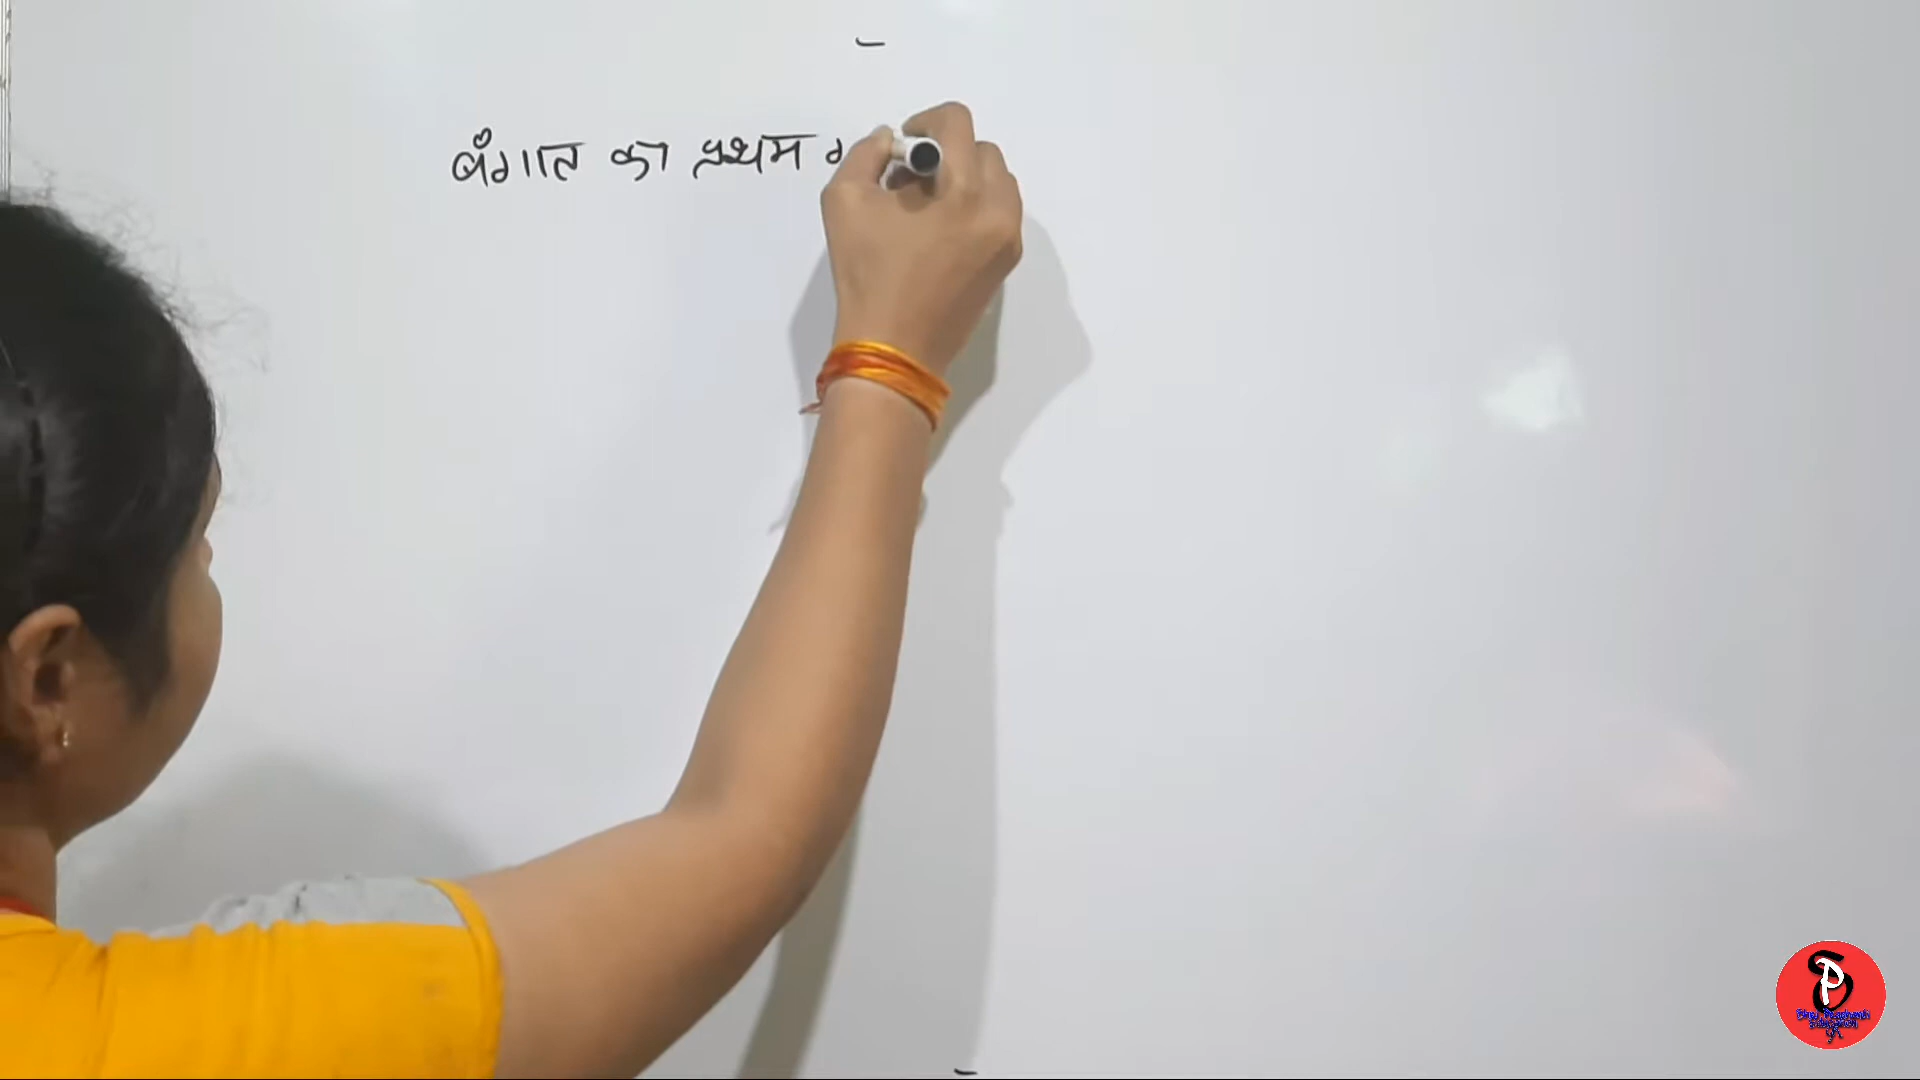 बंगाल का प्रथम ग